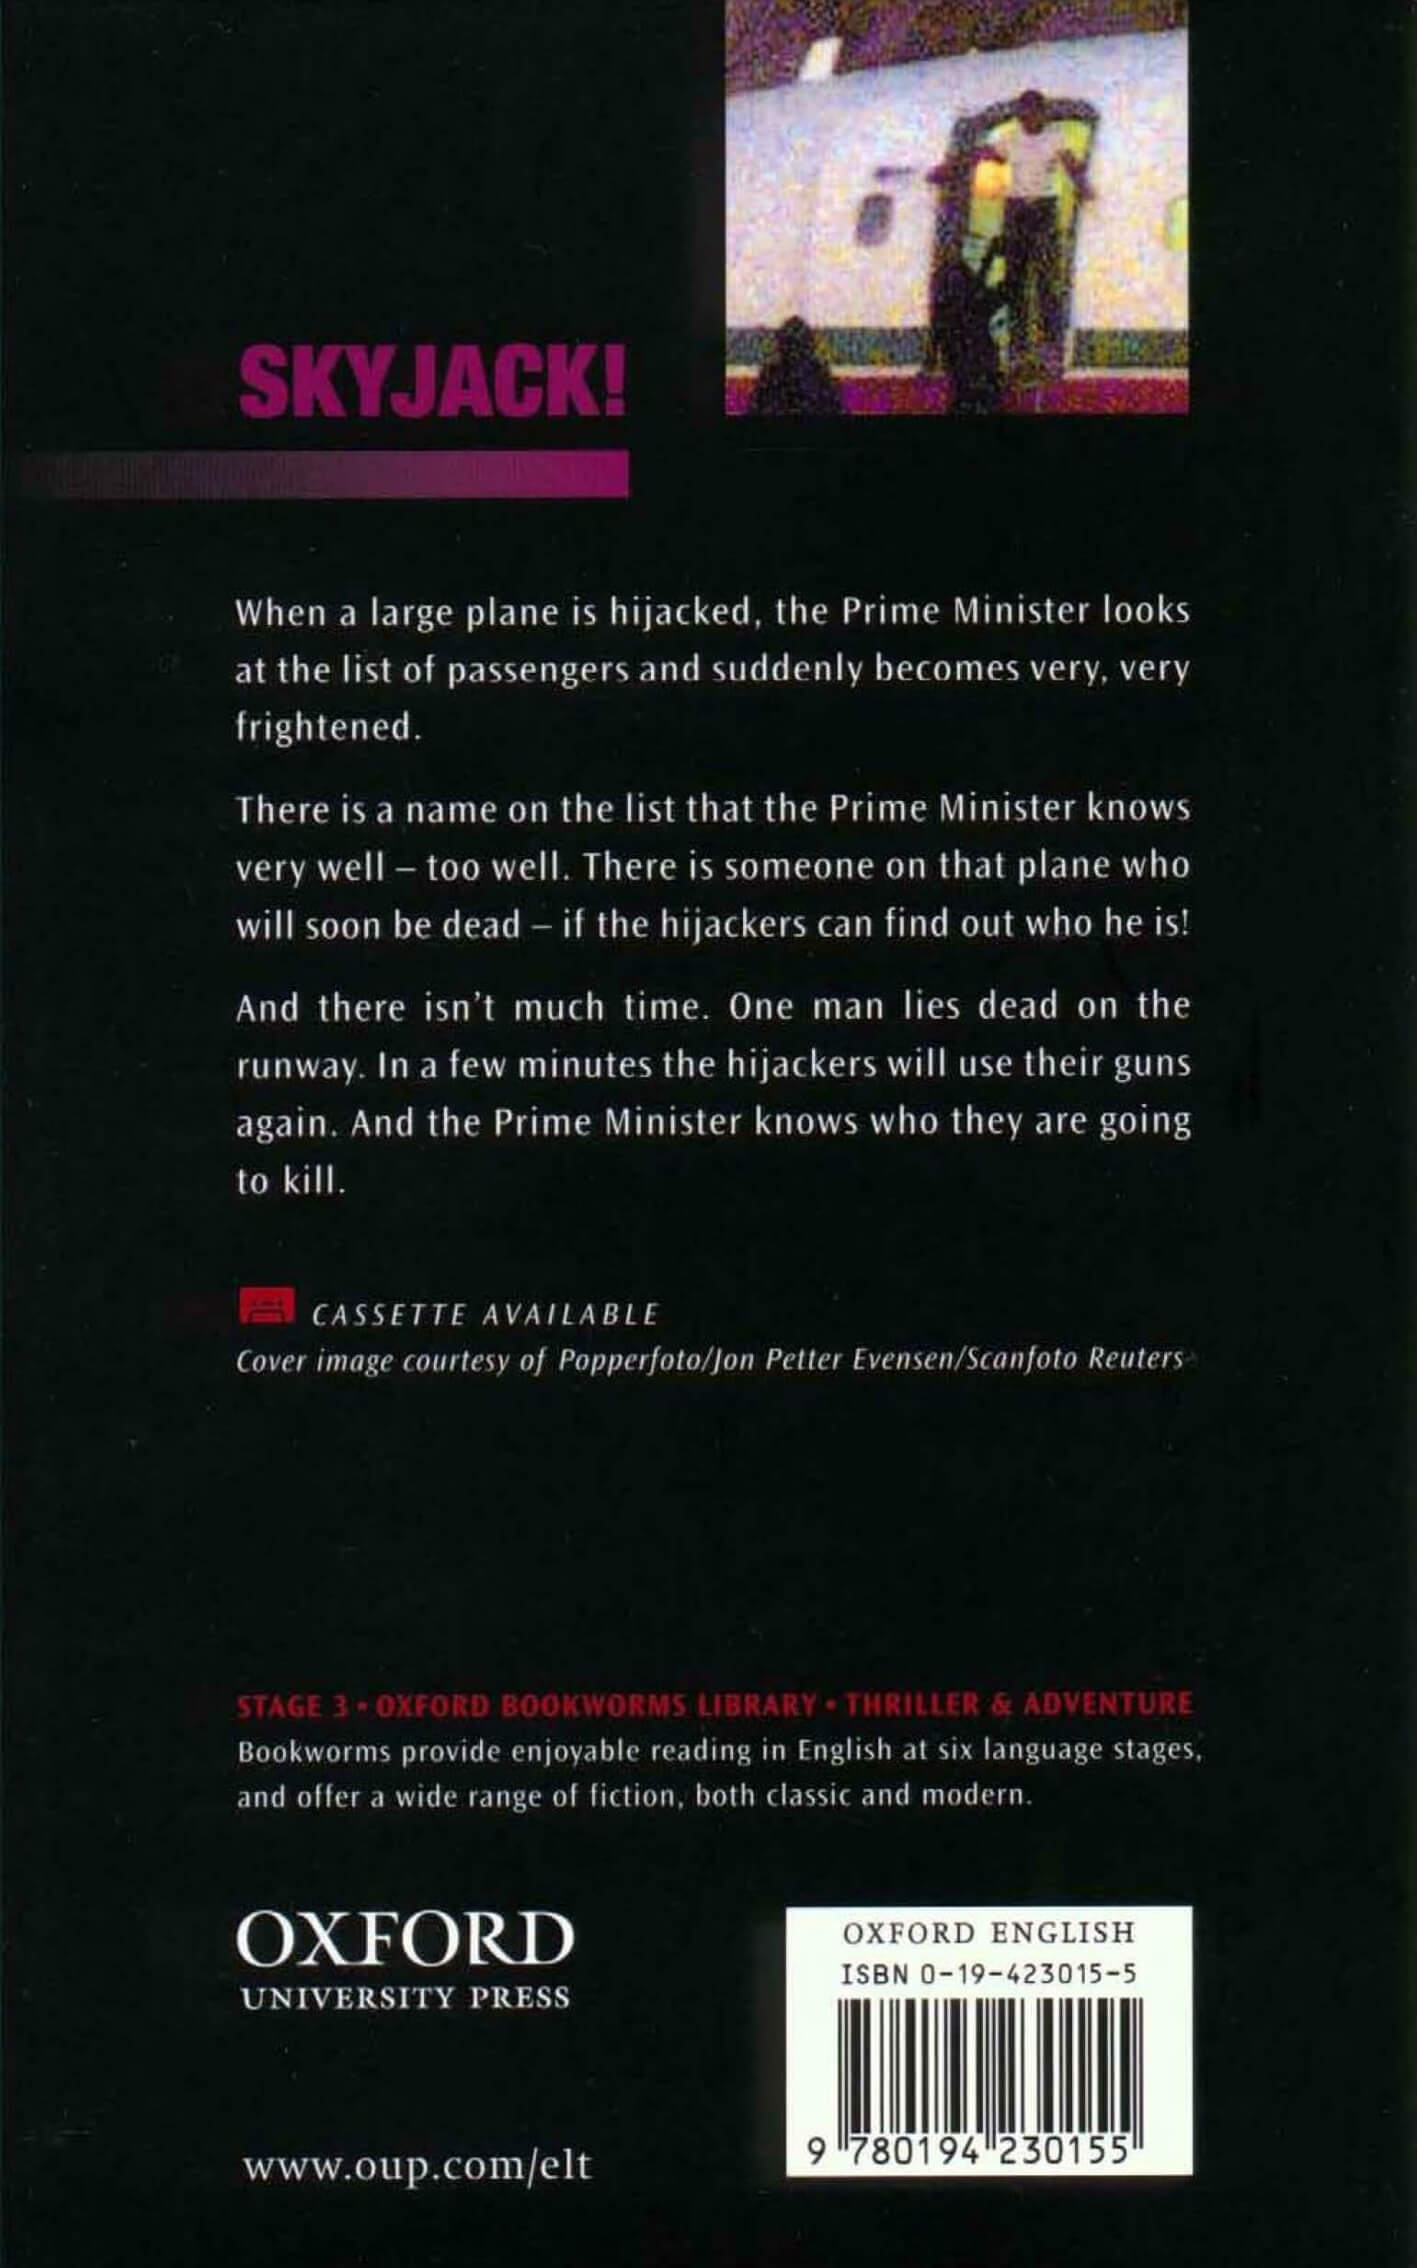 SKYJACK!
When a large plane is hijacked, the Prime Minister looks
at the list of passengers and suddenly becomes very, very
frightened.
There is a name on the list that the Prime Minister knows
very well – too well. There is someone on that plane who
will soon be dead – if the hijackers can find out who he is!
And there isn't much time. One man lies dead on the
runway. In a few minutes the hijackers will use their guns
again. And the Prime Minister knows who they are going
to kill.
CASSETTE AVAILABLE
Cover image courtesy of Popperfoto/Jon Petter Evensen/Scanfoto Reuters
STAGE 3 • OXFORD BOOKWORMS LIBRARY • THRILLER & ADVENTURE
Bookworms provide enjoyable reading in English at six language stages,
and offer a wide range of fiction, both classic and modern.
OXFORD
UNIVERSITY PRESS
www.oup.com/elt
OXFORD ENGLISH
ISBN 0-19-423015-5
9 780194 230155